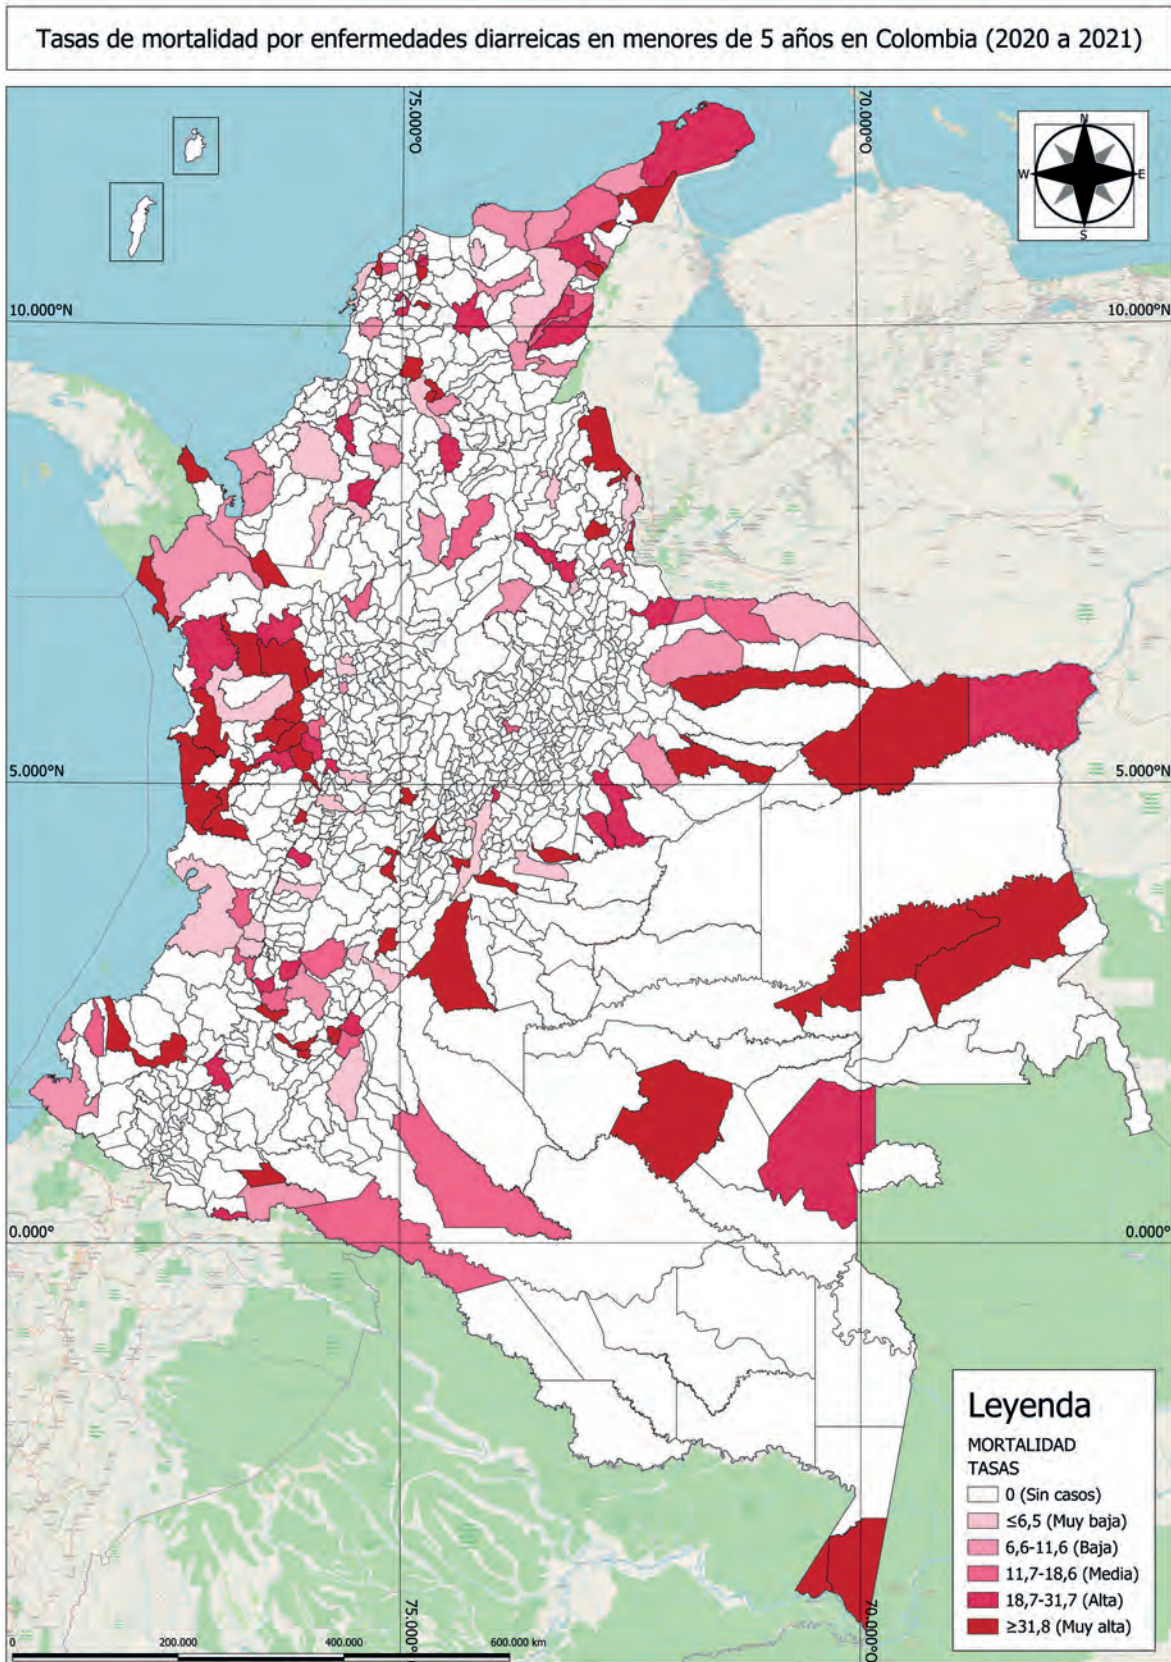 Tasas de mortalidad por enfermedades diarreicas en menores de 5 años en Colombia (2020 a 2021)
75.000°O
70.000°O
N
W
E
S
10.000°N
10.000°N
5.000°N
5.000°N
0.000°
0.000°
Leyenda
MORTALIDAD
TASAS
0 (Sin casos)
≤6,5 (Muy baja)
6,6-11,6 (Baja)
11,7-18,6 (Media)
18,7-31,7 (Alta)
≥31,8 (Muy alta)
75.000°O
70.000°O
0
200.000
400.000
600.000 km